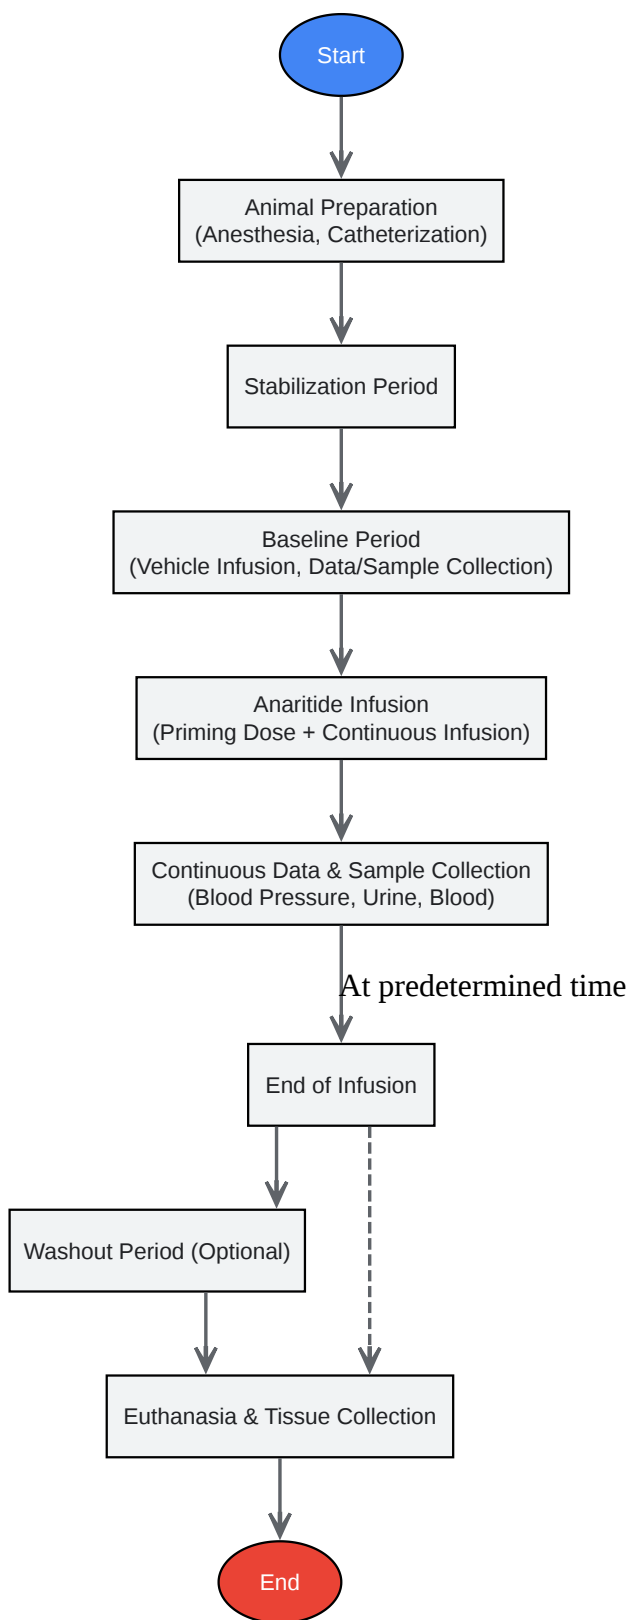 Start
Animal Preparation
(Anesthesia, Catheterization)
Stabilization Period
Baseline Period
(Vehicle Infusion, Data/Sample Collection)
Anaritide Infusion
(Priming Dose + Continuous Infusion)
Continuous Data & Sample Collection
(Blood Pressure, Urine, Blood)
At predetermined time
End of Infusion
Washout Period (Optional)
Euthanasia & Tissue Collection
End